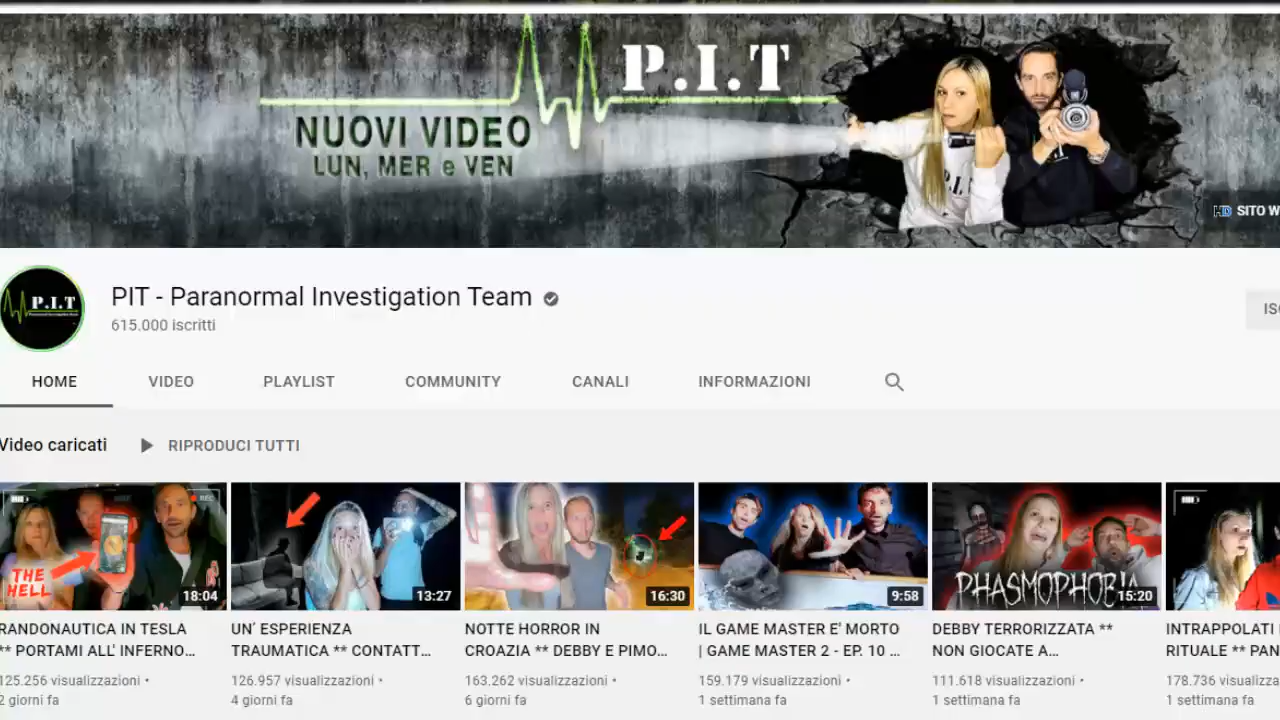 P.I.T
NUOVI VIDEO
LUN, MER e VEN
SITO W
P.I.T
PIT - Paranormal Investigation Team
615.000 iscritti
ISC
HOME VIDEO PLAYLIST COMMUNITY CANALI INFORMAZIONI
Video caricati RIPRODUCI TUTTI
REC
THE
HELL
PHASMOPHOBIA
18:04 13:27 16:30 9:58 15:20
RANDONAUTICA IN TESLA
** PORTAMI ALL' INFERNO...
125.256 visualizzazioni •
2 giorni fa
UN' ESPERIENZA
TRAUMATICA ** CONTATT...
126.957 visualizzazioni •
4 giorni fa
NOTTE HORROR IN
CROAZIA ** DEBBY E PIMO...
163.262 visualizzazioni •
6 giorni fa
IL GAME MASTER E' MORTO
| GAME MASTER 2 - EP. 10 ...
159.179 visualizzazioni •
1 settimana fa
DEBBY TERRORIZZATA **
NON GIOCATE A...
111.618 visualizzazioni •
1 settimana fa
INTRAPPOLATI
RITUALE ** PAN
178.736 visualizza
1 settimana fa